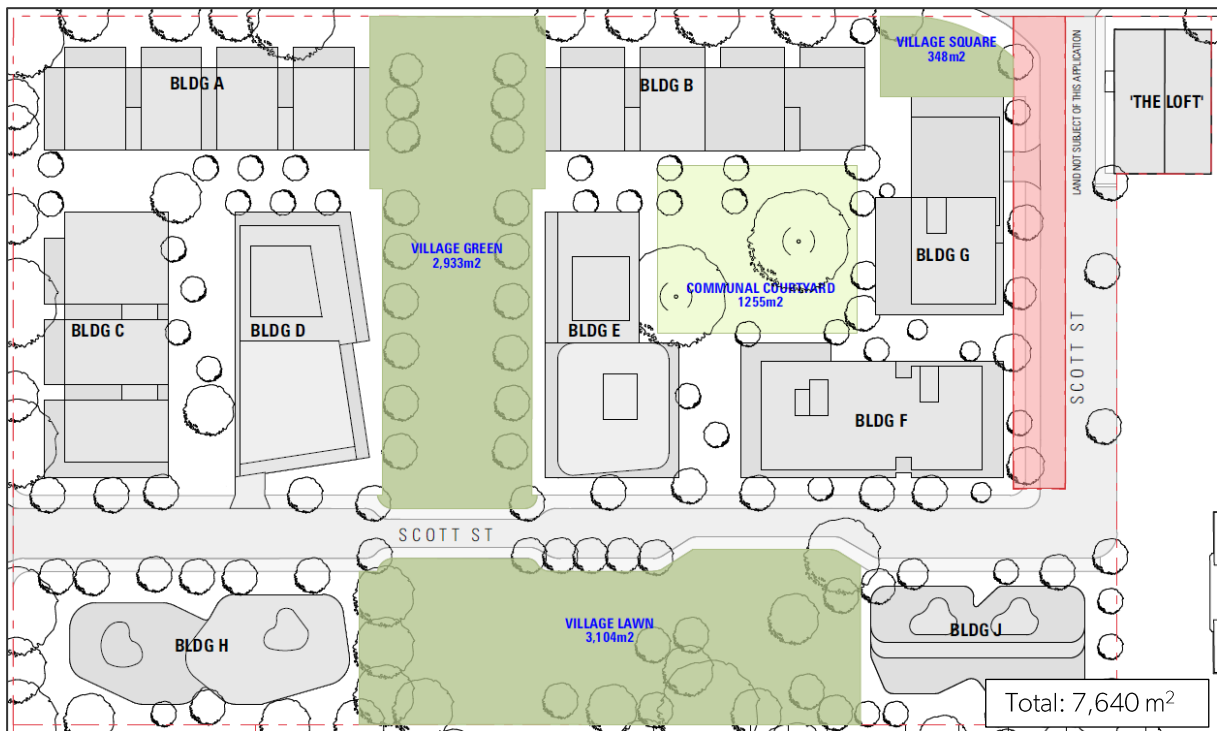 VILLAGE SQUARE
348m2
BLDG A
BLDG B
'THE LOFT'
LAND NOT SUBJECT OF THIS APPLICATION
VILLAGE GREEN
2,933m2
BLDG G
COMMUNAL COURTYARD
1255m2
BLDG C
BLDG D
BLDG E
SCOTT ST
BLDG F
SCOTT ST
VILLAGE LAWN
3,104m2
BLDG H
BLDG J
Total: 7,640 m²